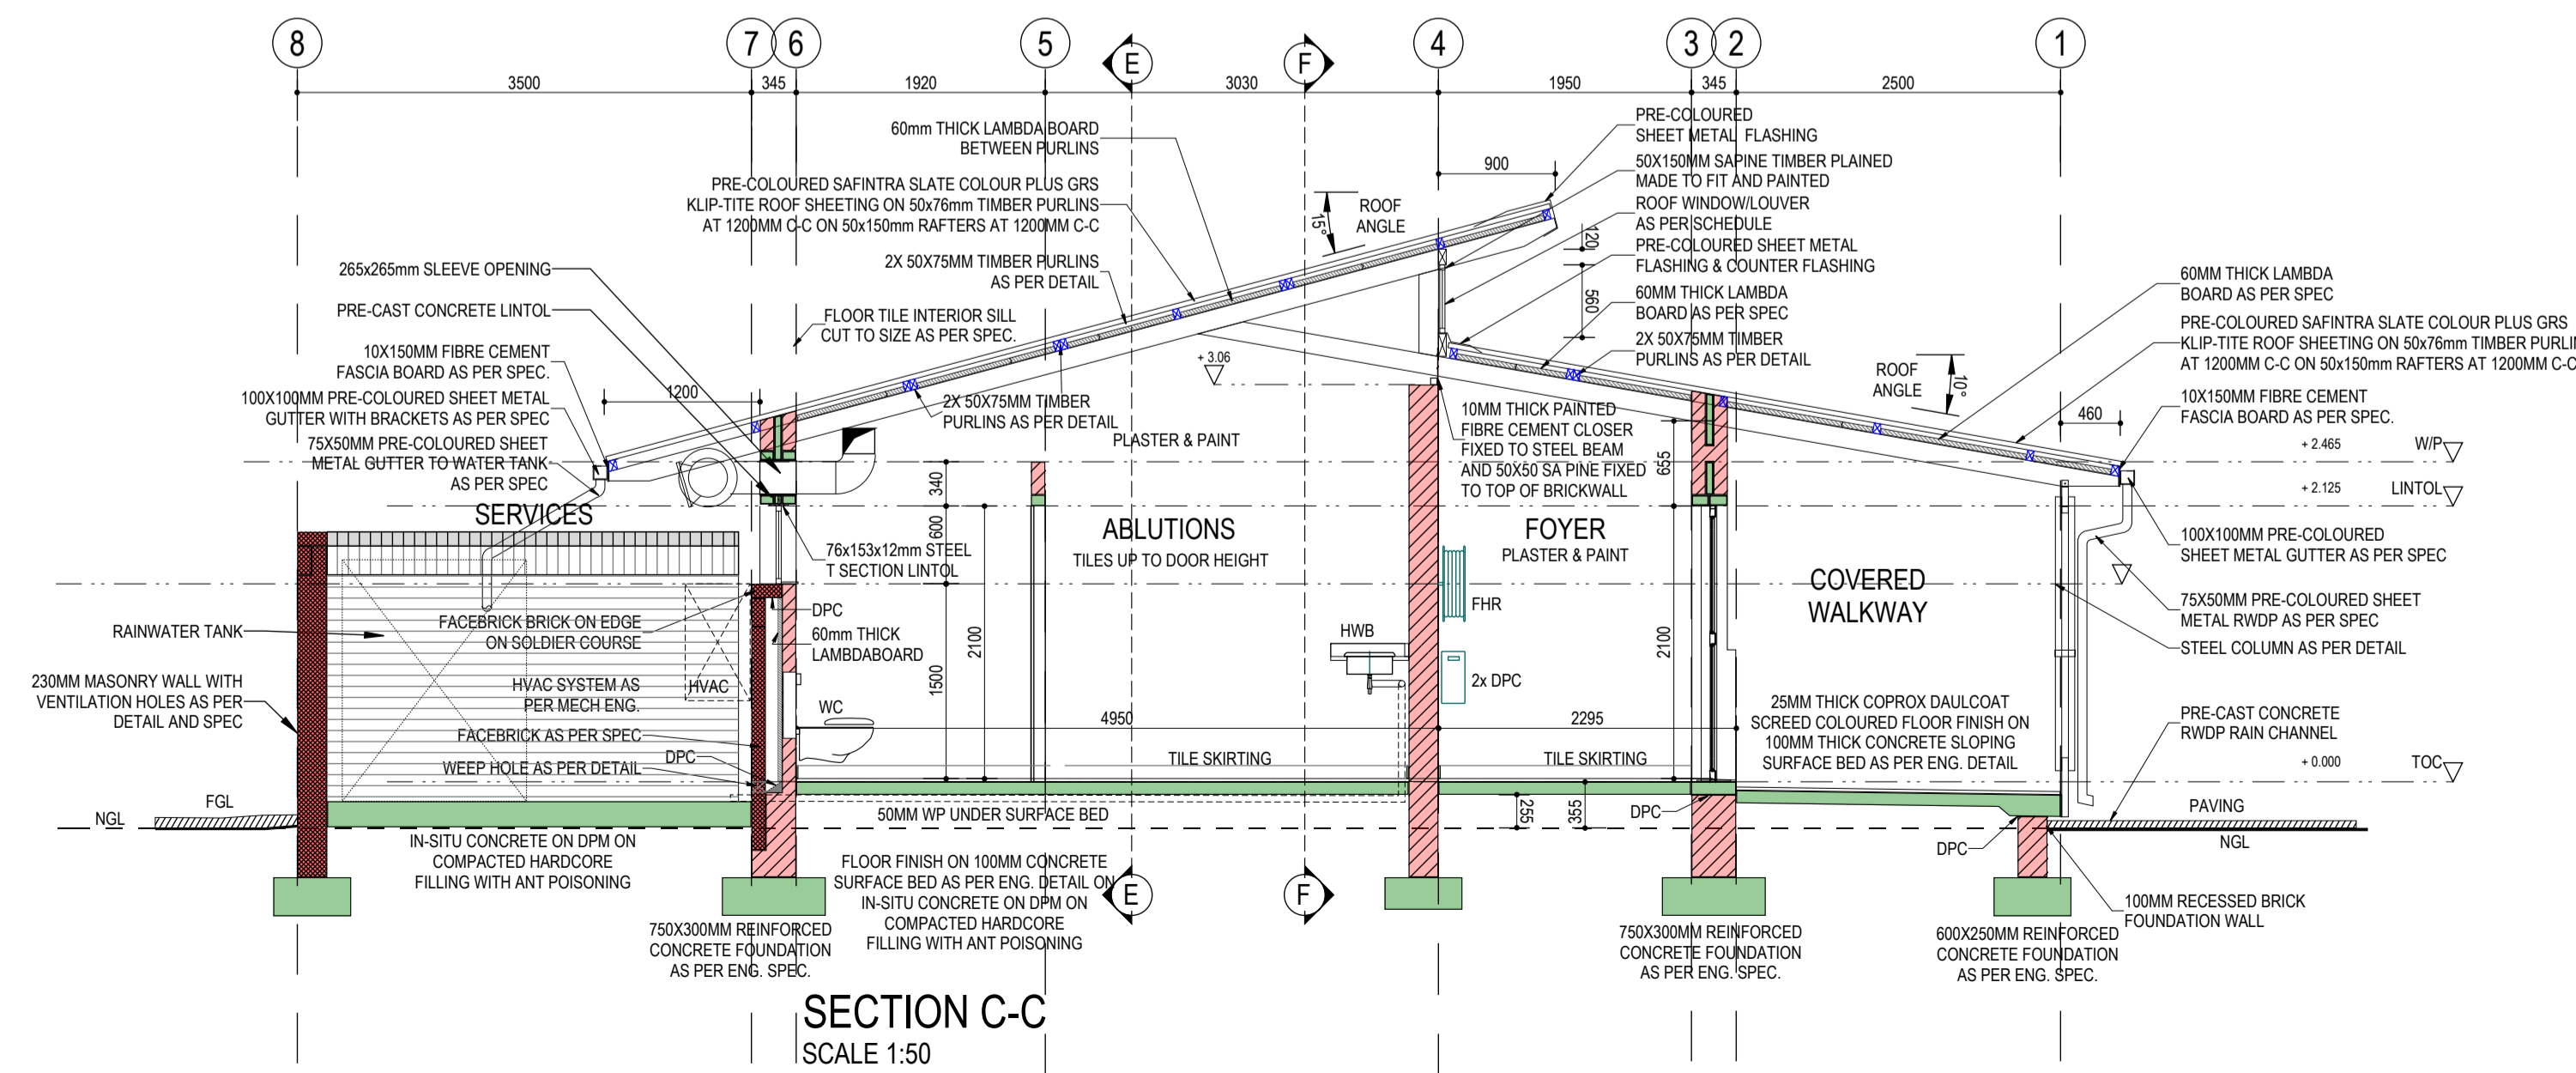 8
7
6
5
E
F
4
3
2
1
3500
345
1920
3030
1950
345
2500
60mm THICK LAMBDA BOARD
BETWEEN PURLINS
PRE-COLOURED SAFINTRA SLATE COLOUR PLUS GRS
KLIP-TITE ROOF SHEETING ON 50x76mm TIMBER PURLINS
AT 1200MM C-C ON 50x150mm RAFTERS AT 1200MM C-C
2X 50X75MM TIMBER PURLINS
AS PER DETAIL
265x265mm SLEEVE OPENING
PRE-CAST CONCRETE LINTOL
FLOOR TILE INTERIOR SILL
CUT TO SIZE AS PER SPEC.
10X150MM FIBRE CEMENT
FASCIA BOARD AS PER SPEC.
100X100MM PRE-COLOURED SHEET METAL
GUTTER WITH BRACKETS AS PER SPEC
75X50MM PRE-COLOURED SHEET
METAL GUTTER TO WATER TANK
AS PER SPEC
1200
2X 50X75MM TIMBER
PURLINS AS PER DETAIL
PLASTER & PAINT
15°
ROOF
ANGLE
900
PRE-COLOURED
SHEET METAL FLASHING
50X150MM SAPINE TIMBER PLAINED
MADE TO FIT AND PAINTED
ROOF WINDOW/LOUVER
AS PER SCHEDULE
PRE-COLOURED SHEET METAL
FLASHING & COUNTER FLASHING
60MM THICK LAMBDA
BOARD AS PER SPEC
2X 50X75MM TIMBER
PURLINS AS PER DETAIL
120
560
+ 3.06
10MM THICK PAINTED
FIBRE CEMENT CLOSER
FIXED TO STEEL BEAM
AND 50X50 SA PINE FIXED
TO TOP OF BRICKWALL
655
ROOF
ANGLE
10°
460
60MM THICK LAMBDA
BOARD AS PER SPEC
PRE-COLOURED SAFINTRA SLATE COLOUR PLUS GRS
KLIP-TITE ROOF SHEETING ON 50x76mm TIMBER PURLIN
AT 1200MM C-C ON 50x150mm RAFTERS AT 1200MM C-C
10X150MM FIBRE CEMENT
FASCIA BOARD AS PER SPEC.
+ 2.465 W/P
+ 2.125 LINTOL
100X100MM PRE-COLOURED
SHEET METAL GUTTER AS PER SPEC
75X50MM PRE-COLOURED SHEET
METAL RWDP AS PER SPEC
STEEL COLUMN AS PER DETAIL
PRE-CAST CONCRETE
RWDP RAIN CHANNEL
+ 0.000 TOC
PAVING
NGL
100MM RECESSED BRICK
FOUNDATION WALL
SERVICES
RAINWATER TANK
230MM MASONRY WALL WITH
VENTILATION HOLES AS PER
DETAIL AND SPEC
FACEBRICK BRICK ON EDGE
ON SOLDIER COURSE
HVAC SYSTEM AS
PER MECH ENG.
HVAC
FACEBRICK AS PER SPEC
WEEP HOLE AS PER DETAIL
DPC
FGL
NGL
76x153x12mm STEEL
T SECTION LINTOL
DPC
60mm THICK
LAMBDABOARD
WC
340
600
1500
2100
ABLUTIONS
TILES UP TO DOOR HEIGHT
4950
TILE SKIRTING
HWB
FOYER
PLASTER & PAINT
FHR
2x DPC
2295
2100
TILE SKIRTING
COVERED
WALKWAY
25MM THICK COPROX DAULCOAT
SCREED COLOURED FLOOR FINISH ON
100MM THICK CONCRETE SLOPING
SURFACE BED AS PER ENG. DETAIL
255
355
DPC
DPC
50MM WP UNDER SURFACE BED
IN-SITU CONCRETE ON DPM ON
COMPACTED HARDCORE
FILLING WITH ANT POISONING
FLOOR FINISH ON 100MM CONCRETE
SURFACE BED AS PER ENG. DETAIL ON
IN-SITU CONCRETE ON DPM ON
COMPACTED HARDCORE
FILLING WITH ANT POISONING
E
F
750X300MM REINFORCED
CONCRETE FOUNDATION
AS PER ENG. SPEC.
750X300MM REINFORCED
CONCRETE FOUNDATION
AS PER ENG. SPEC.
600X250MM REINFORCED
CONCRETE FOUNDATION
AS PER ENG. SPEC.
SECTION C-C
SCALE 1:50